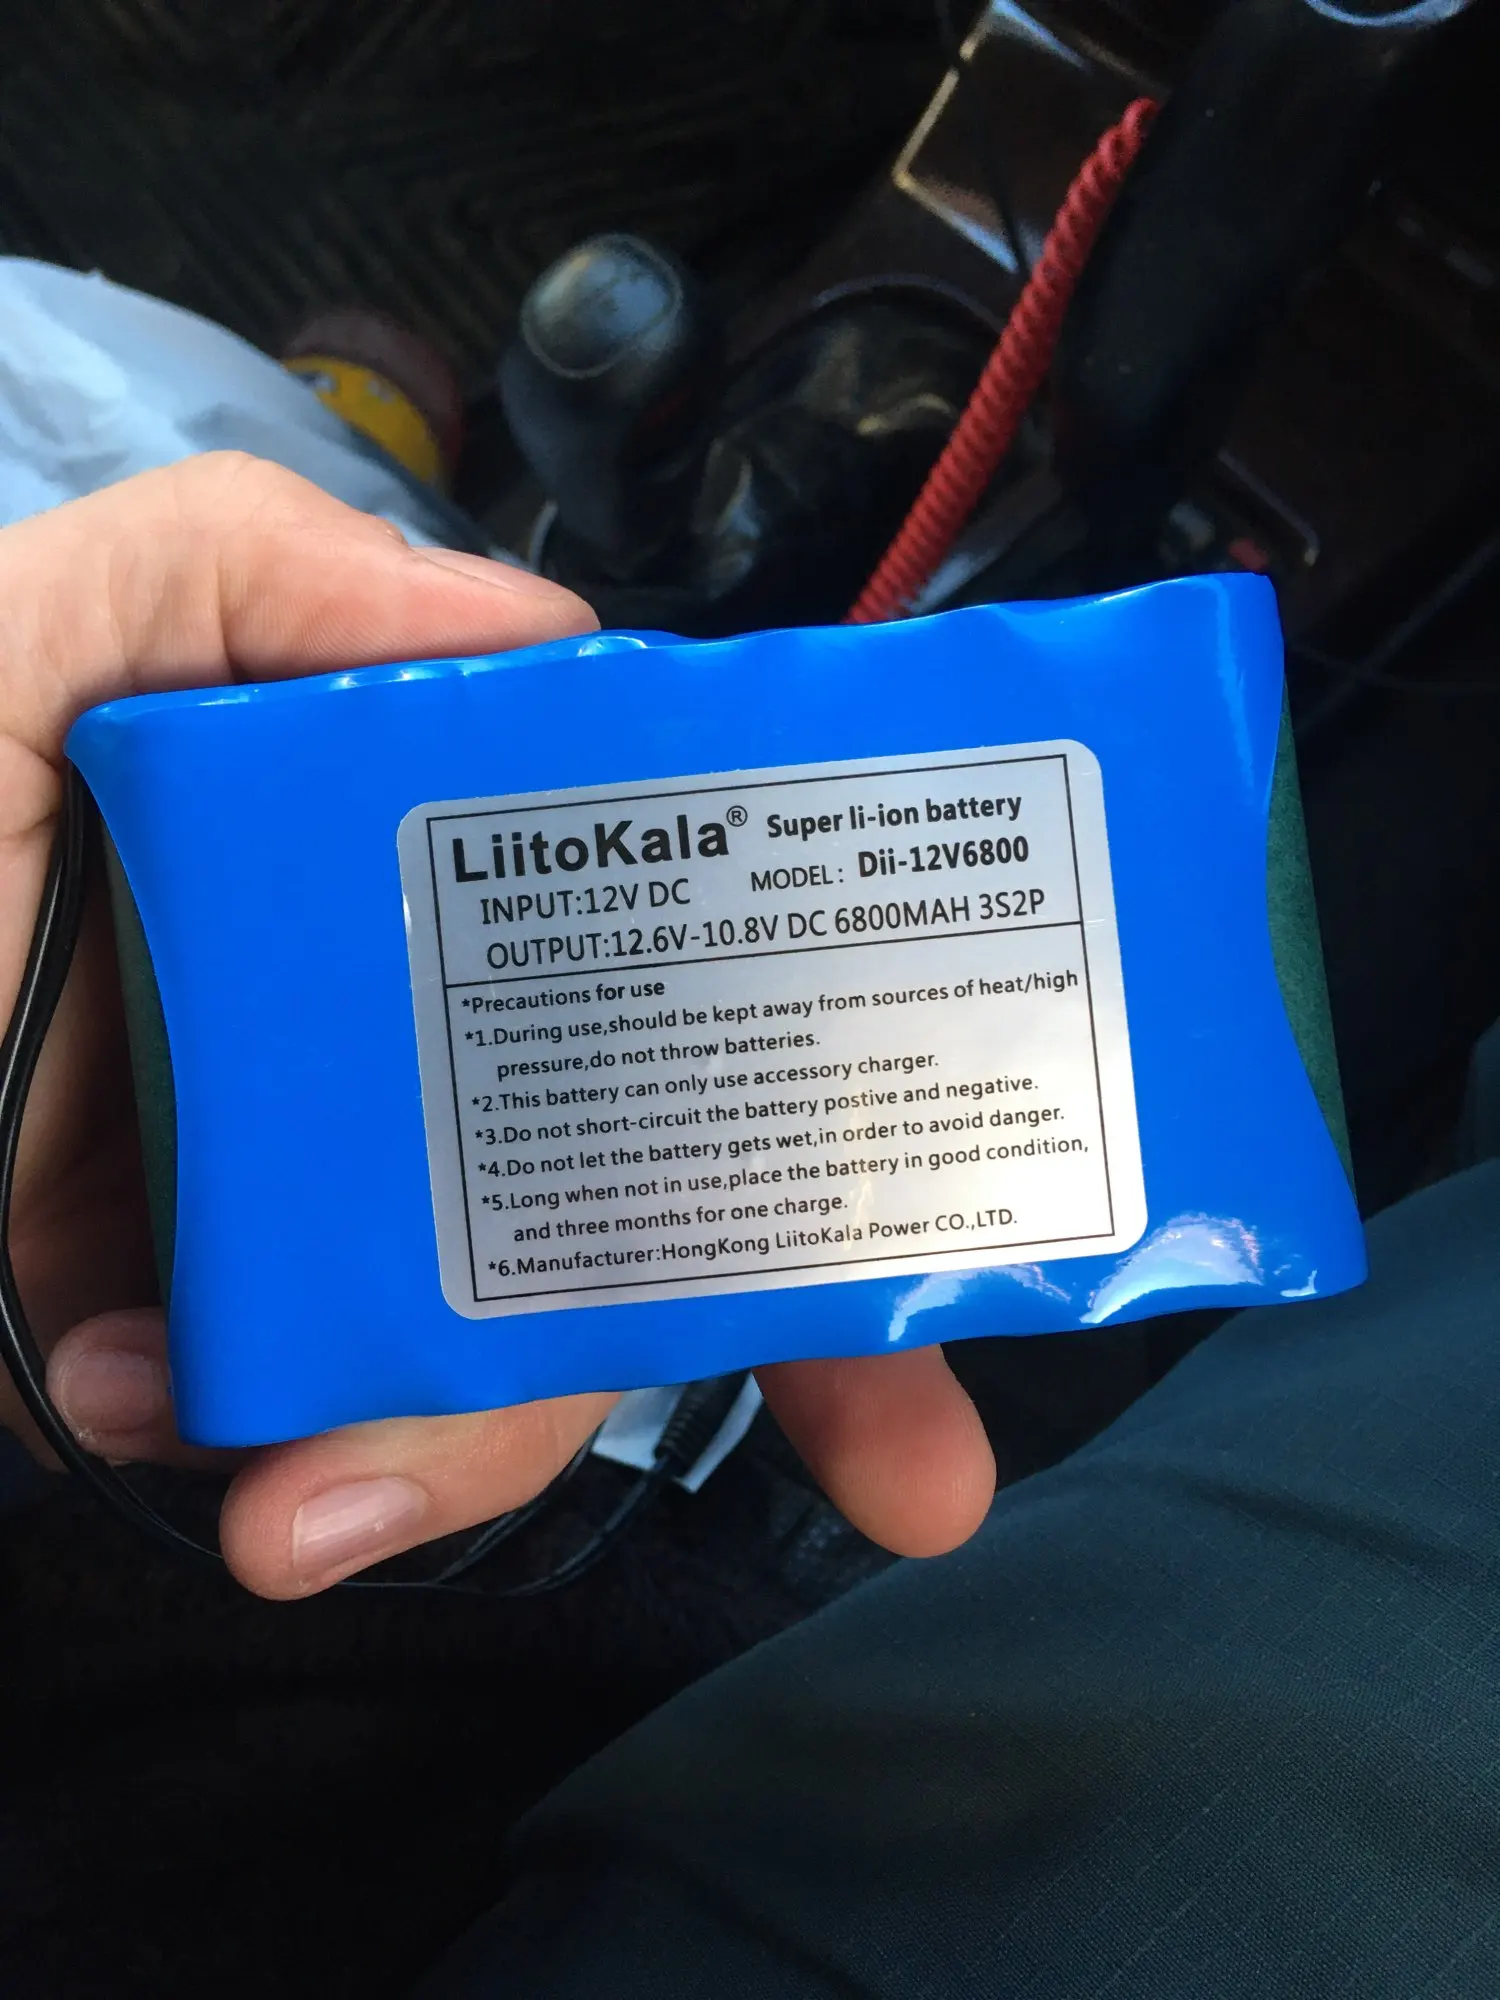 LiitoKala® Super li-ion battery
INPUT:12V DC MODEL: Dii-12V6800
OUTPUT:12.6V-10.8V DC 6800MAH 3S2P
*Precautions for use
*1.During use,should be kept away from sources of heat/high
pressure,do not throw batteries.
*2.This battery can only use accessory charger.
*3.Do not short-circuit the battery postive and negative.
*4.Do not let the battery gets wet,in order to avoid danger.
*5.Long when not in use,place the battery in good condition,
and three months for one charge.
*6.Manufacturer:HongKong LiitoKala Power CO.,LTD.